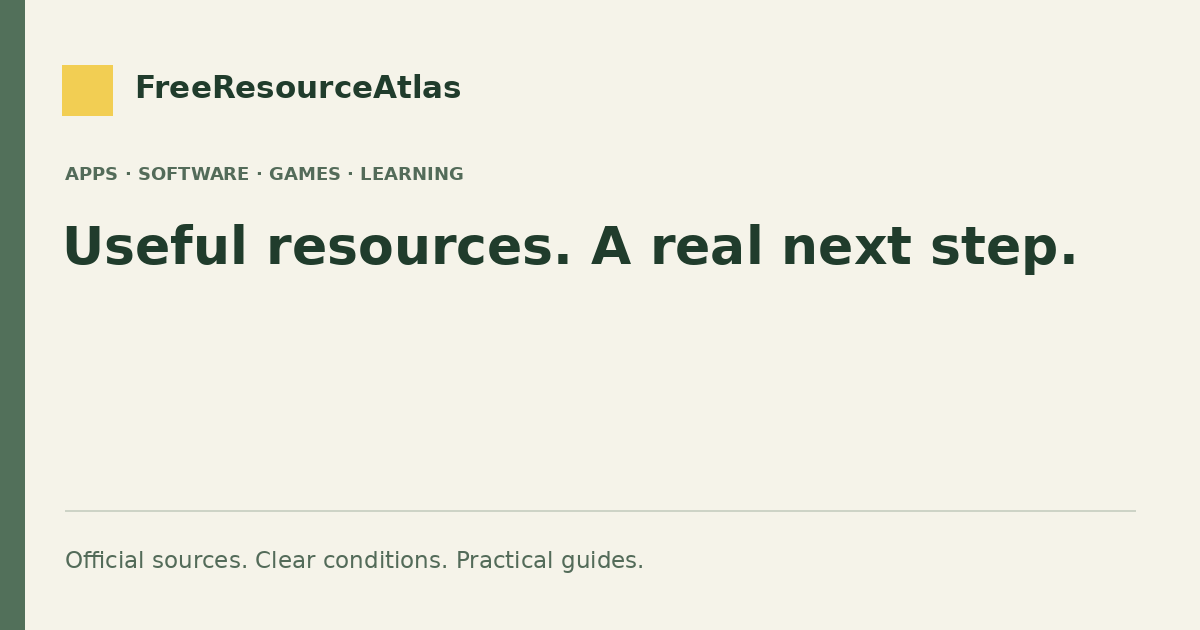 FreeResourceAtlas
APPS · SOFTWARE · GAMES · LEARNING
Useful resources. A real next step.
Official sources. Clear conditions. Practical guides.